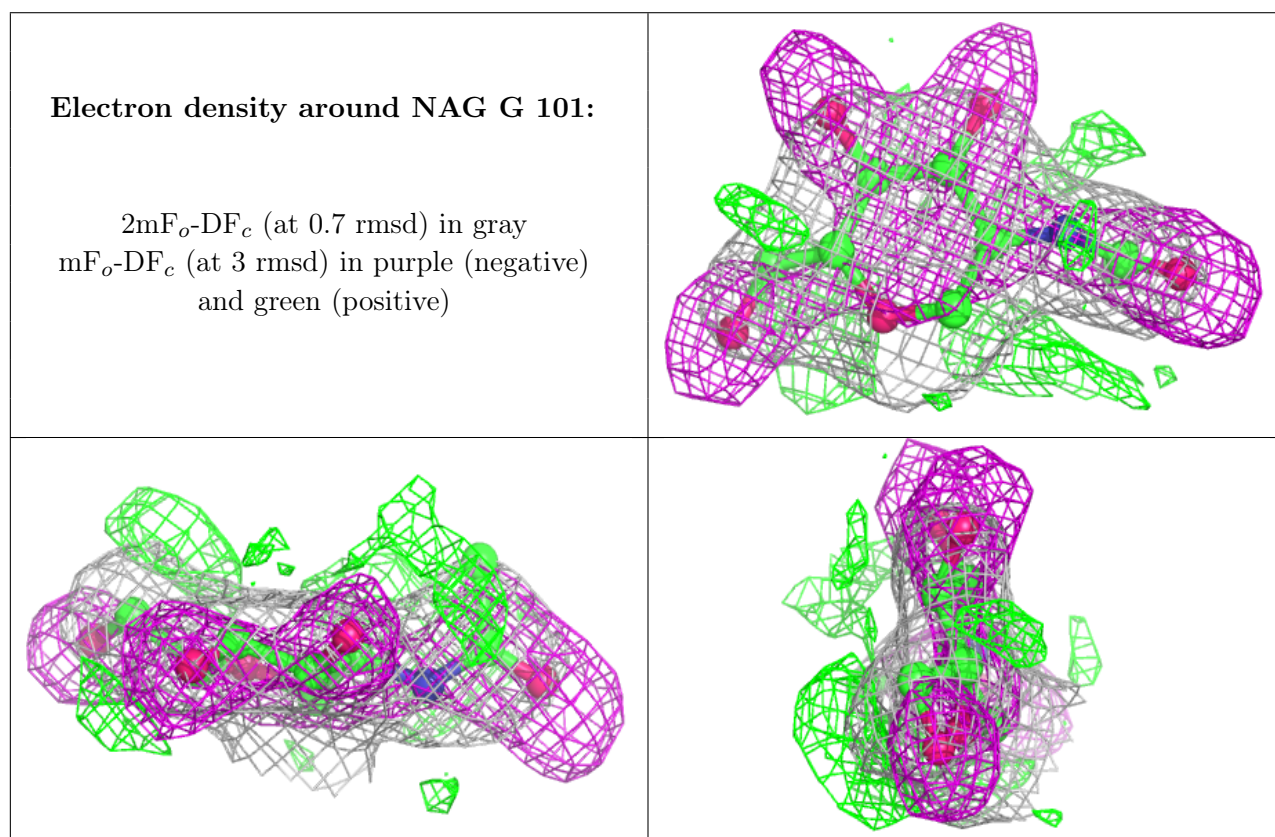 Electron density around NAG G 101:
2mFo-DFc (at 0.7 rmsd) in gray
mFo-DFc (at 3 rmsd) in purple (negative)
and green (positive)